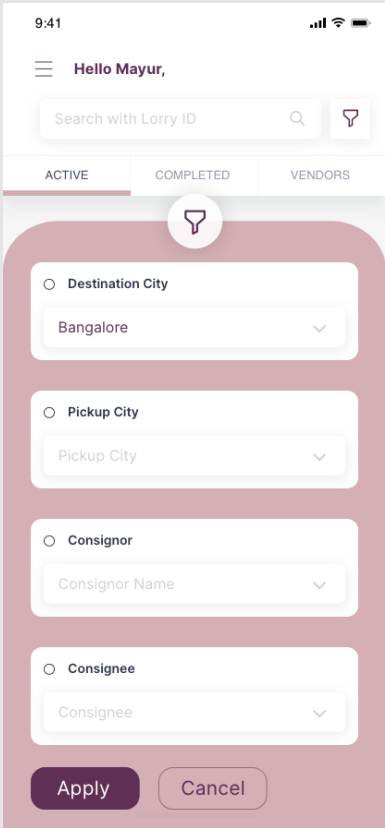 9:41
Hello Mayur,
Search with Lorry ID
ACTIVE COMPLETED VENDORS
Destination City
Bangalore
Pickup City
Pickup City
Consignor
Consignor Name
Consignee
Consignee
Apply Cancel